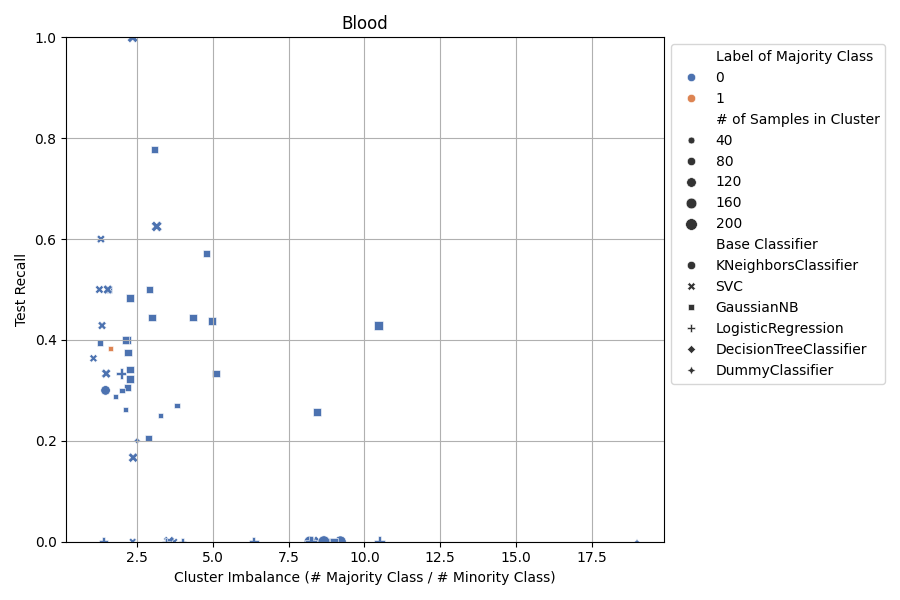 Blood
1.0
0.8
0.6
0.4
0.2
0.0
Test Recall
2.5 5.0 7.5 10.0 12.5 15.0 17.5
Cluster Imbalance (# Majority Class / # Minority Class)
Label of Majority Class
0
1
# of Samples in Cluster
40
80
120
160
200
Base Classifier
KNeighborsClassifier
SVC
GaussianNB
LogisticRegression
DecisionTreeClassifier
DummyClassifier